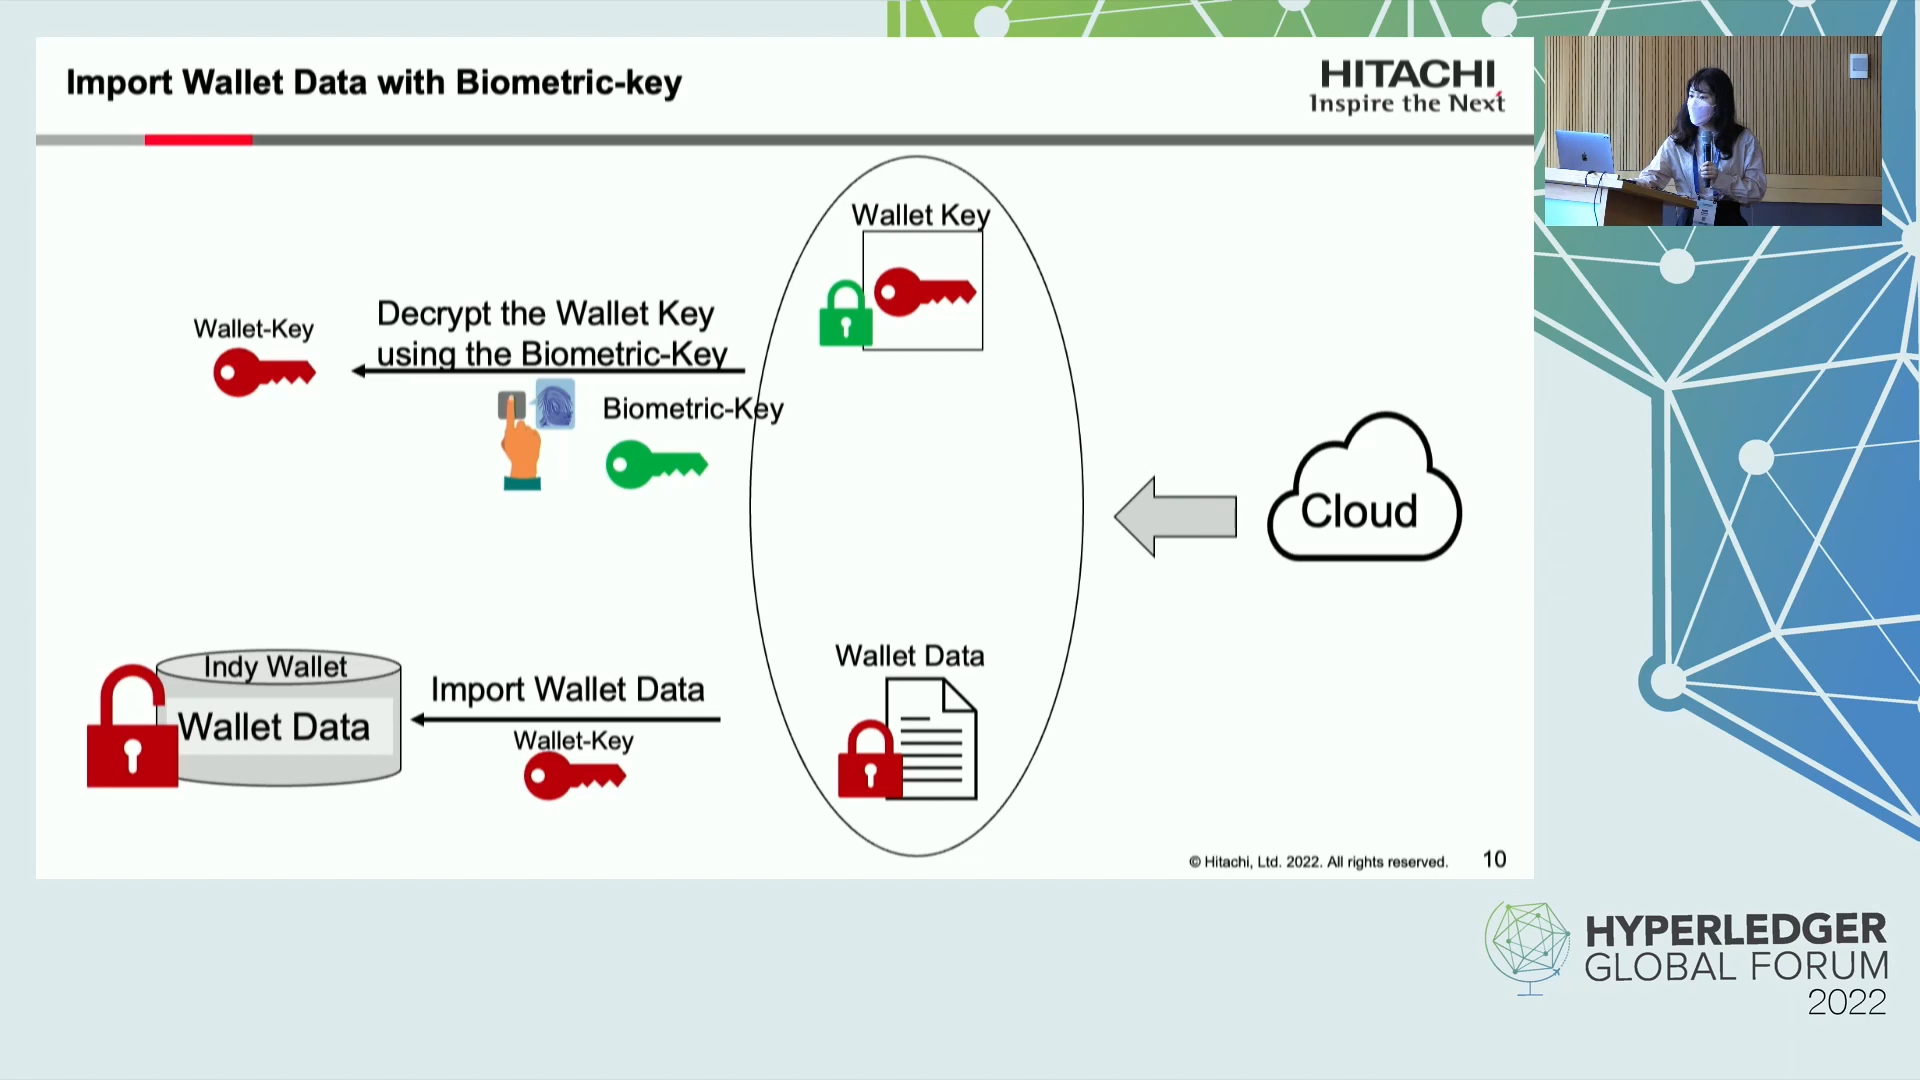 Import Wallet Data with Biometric-key
HITACHI
Inspire the Next
Wallet Key
Decrypt the Wallet Key
using the Biometric-Key
Wallet-Key
Biometric-Key
Cloud
Wallet Data
Indy Wallet
Wallet Data
Import Wallet Data
Wallet-Key
© Hitachi, Ltd. 2022. All rights reserved.
10
HYPERLEDGER
GLOBAL FORUM
2022